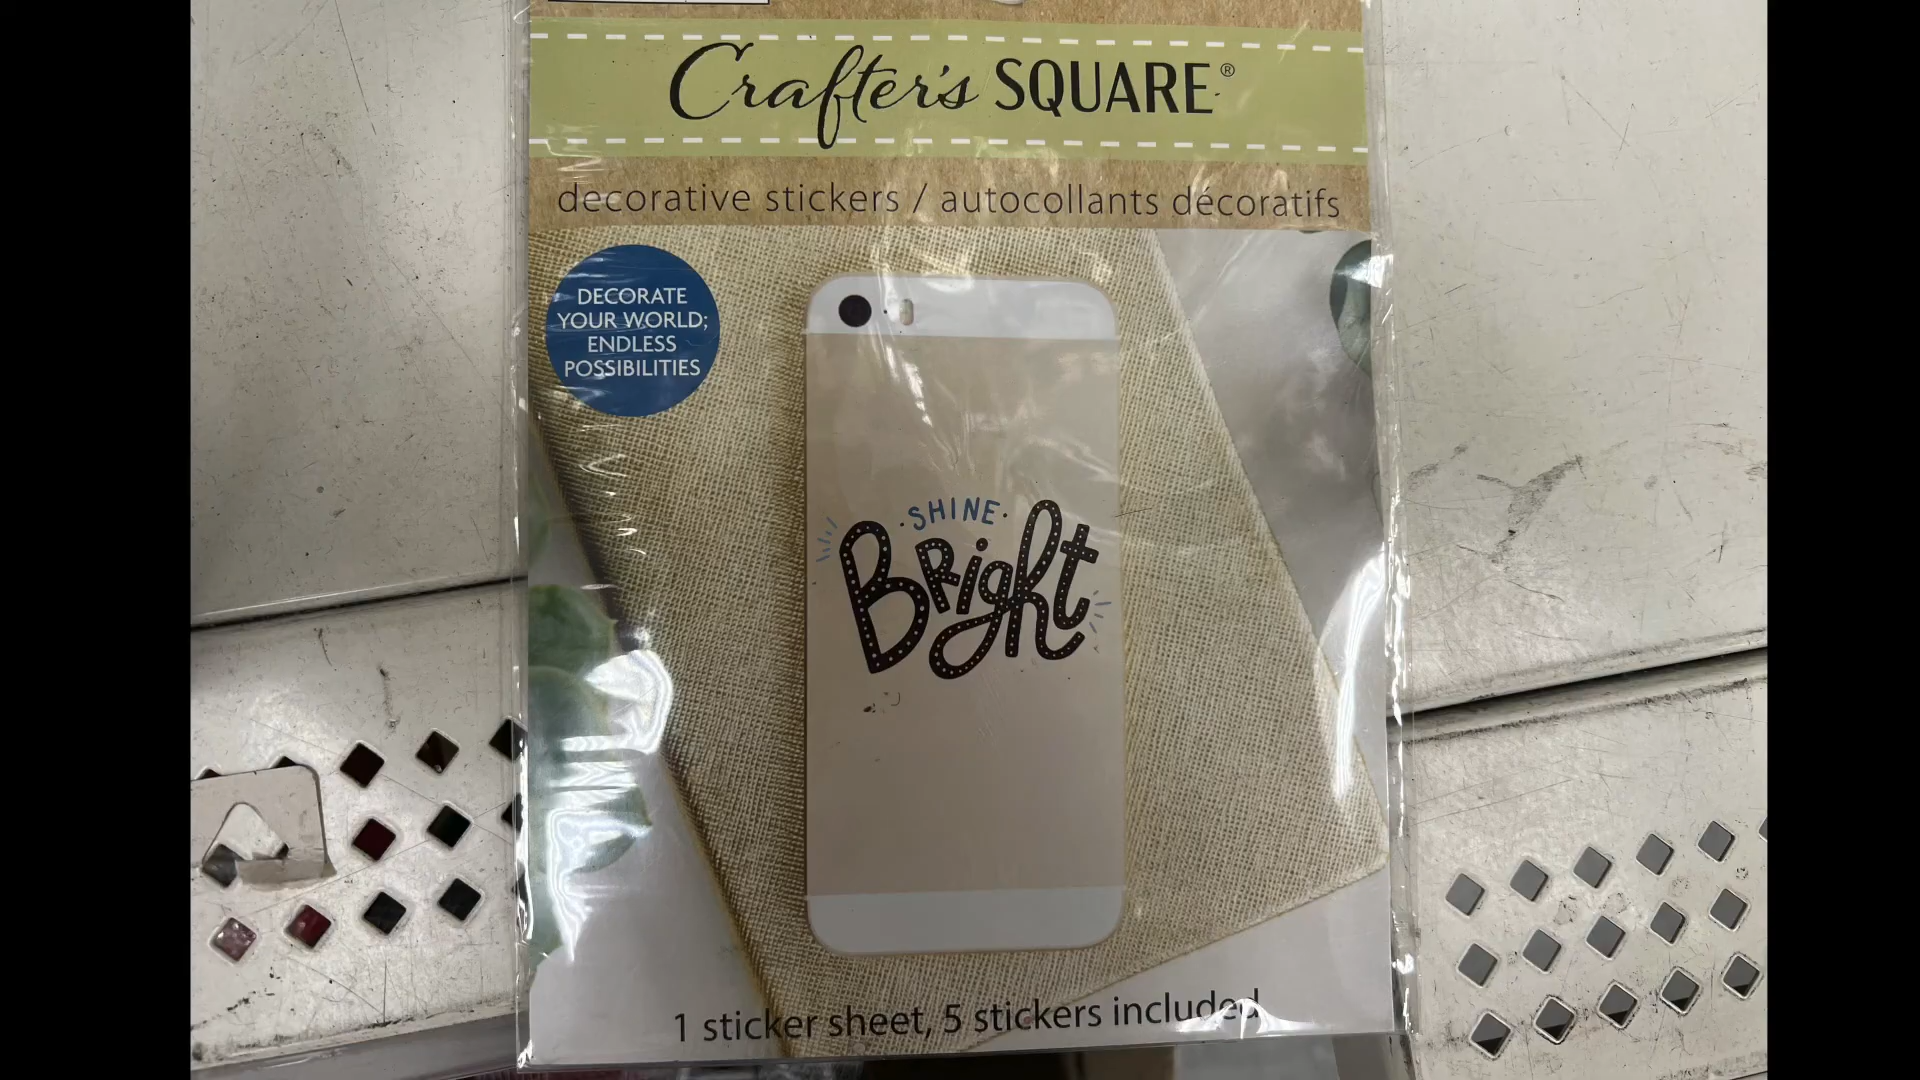 Crafter's SQUARE®
decorative stickers / autocollants décoratifs
DECORATE
YOUR WORLD;
ENDLESS
POSSIBILITIES
·SHINE·
BRight
1 sticker sheet, 5 stickers included